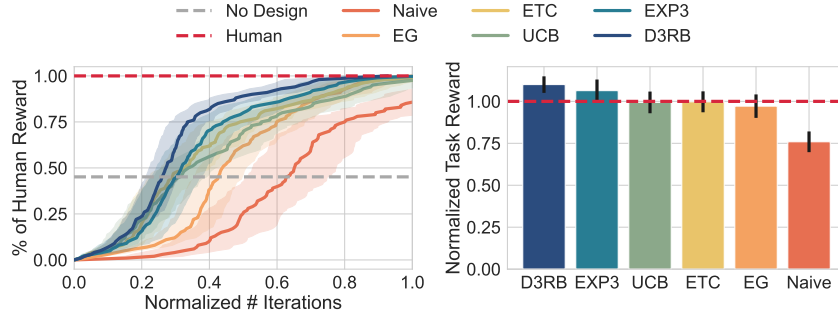 No Design Naive ETC EXP3
Human EG UCB D3RB
% of Human Reward
1.00
0.75
0.50
0.25
0.00
0.0 0.2 0.4 0.6 0.8 1.0
Normalized # Iterations
Normalized Task Reward
1.00
0.75
0.50
0.25
0.00
D3RB EXP3 UCB ETC EG Naive